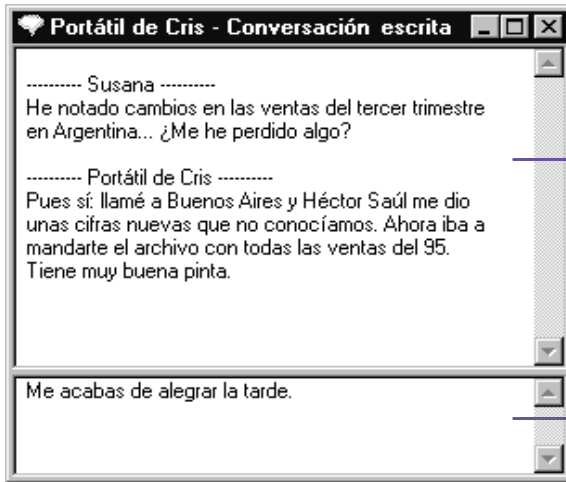 Portátil de Cris - Conversación escrita
---------- Susana ----------
He notado cambios en las ventas del tercer trimestre
en Argentina... ¿Me he perdido algo?
---------- Portátil de Cris ----------
Pues sí: llamé a Buenos Aires y Héctor Saúl me dio
unas cifras nuevas que no conocíamos. Ahora iba a
mandarte el archivo con todas las ventas del 95.
Tiene muy buena pinta.
Me acabas de alegrar la tarde.